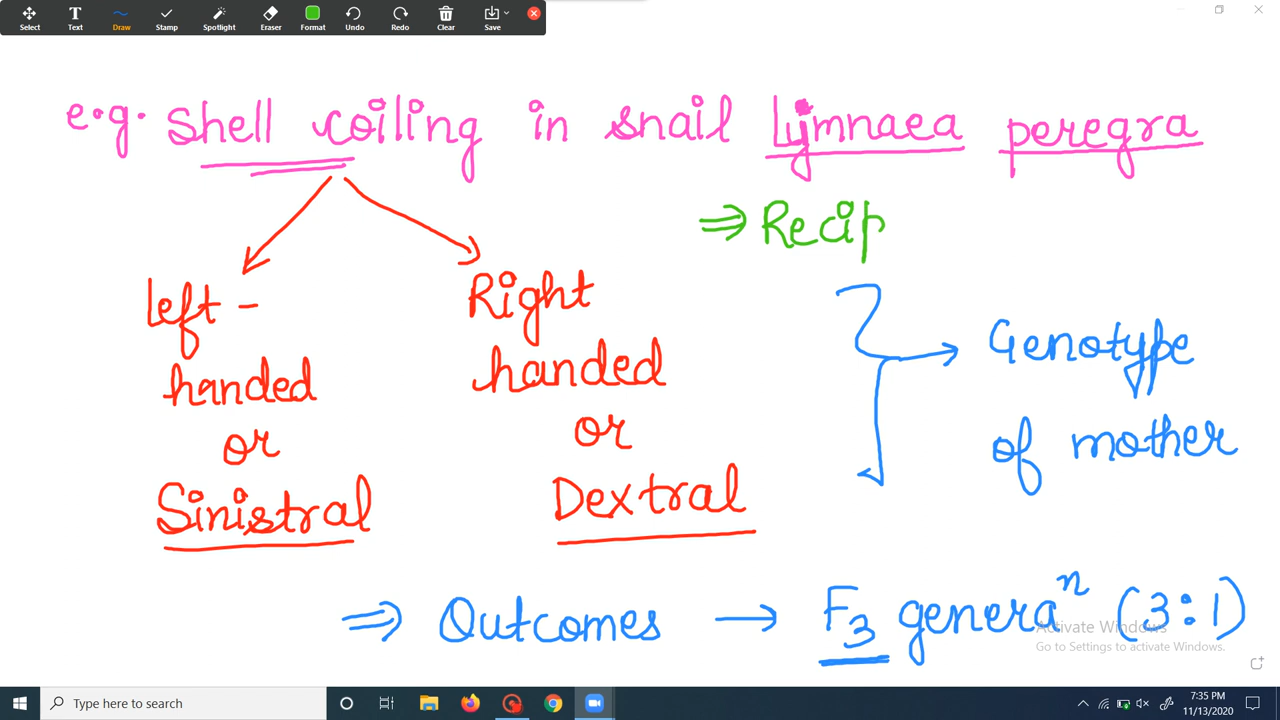 Select Text Draw Stamp Spotlight Eraser Format Undo Redo Clear Save
e.g. Shell coiling in snail Lymnaea peregra
⇒ Recip
left -
handed
or
Sinistral
Right
handed
or
Dextral
Genotype
of mother
⇒ Outcomes → F3 generaⁿ (3:1)
Activate Windows
Go to Settings to activate Windows.
Type here to search
7:35 PM
11/13/2020